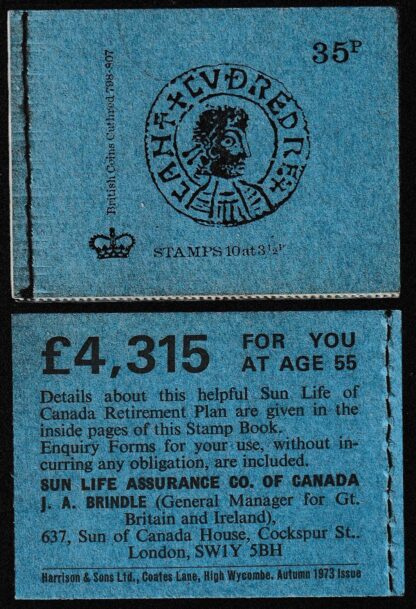 35P
British Coins Cuthred 798-807
CUÐREDREX CANT
STAMPS 10 at 3½P
£4,315 FOR YOU
AT AGE 55
Details about this helpful Sun Life of
Canada Retirement Plan are given in the
inside pages of this Stamp Book.
Enquiry Forms for your use, without in-
curring any obligation, are included.
SUN LIFE ASSURANCE CO. OF CANADA
J. A. BRINDLE (General Manager for Gt.
Britain and Ireland),
637, Sun of Canada House, Cockspur St..
London, SW1Y 5BH
Harrison & Sons Ltd., Coates Lane, High Wycombe. Autumn 1973 Issue